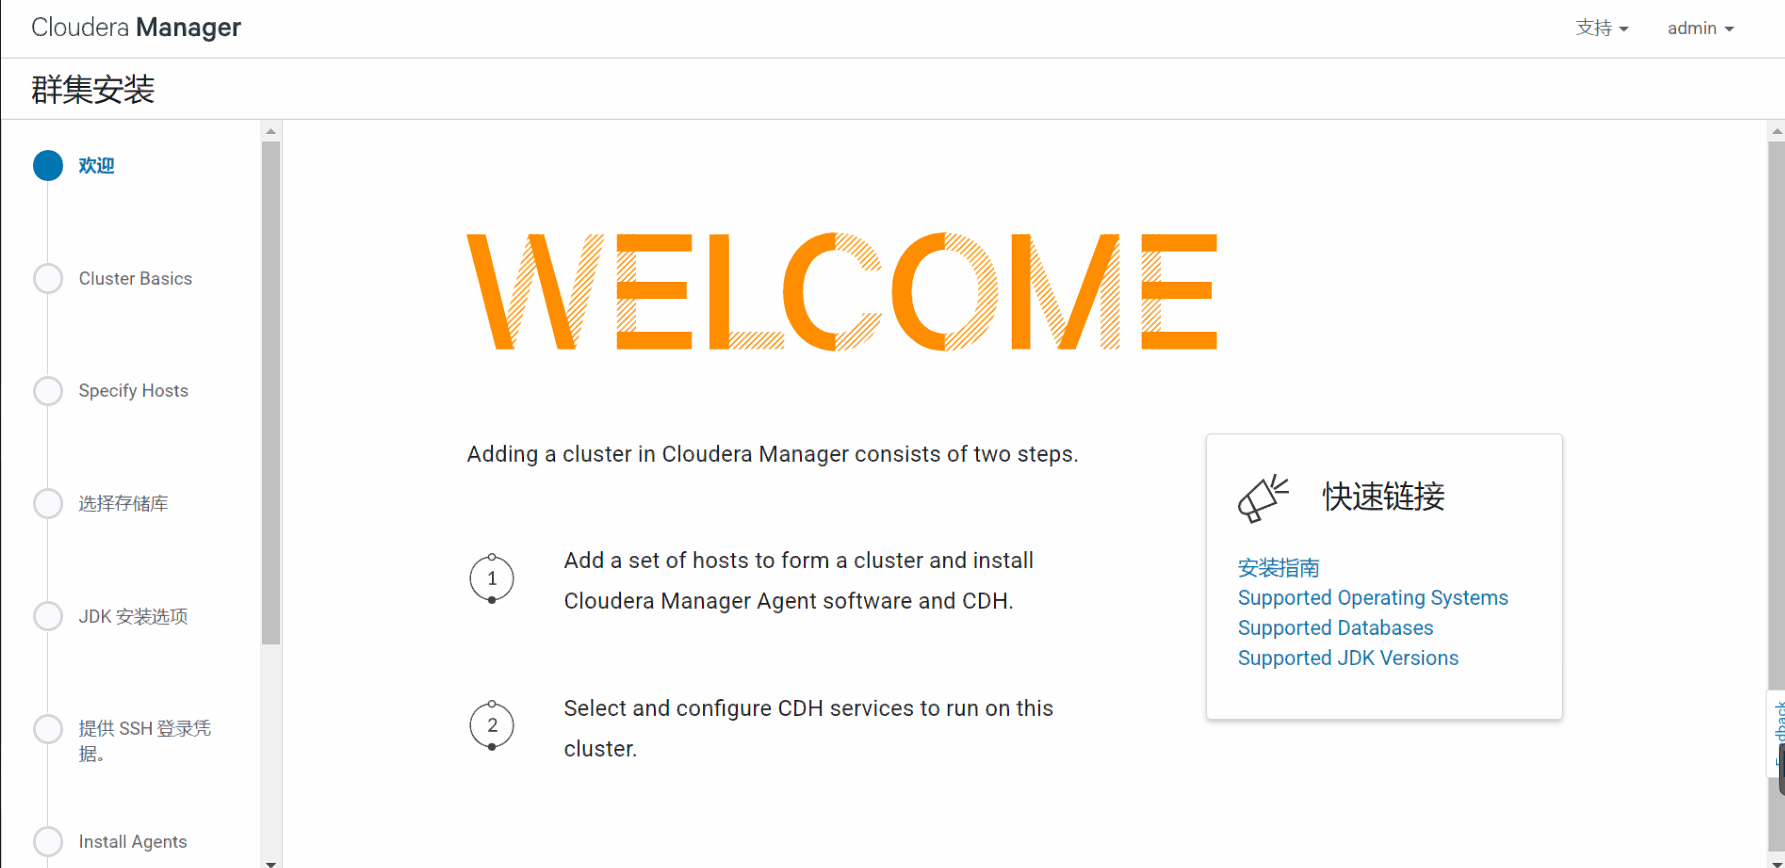 Cloudera Manager
支持
admin
群集安装
欢迎
Cluster Basics
Specify Hosts
选择存储库
JDK 安装选项
提供 SSH 登录凭
据。
Install Agents
WELCOME
Adding a cluster in Cloudera Manager consists of two steps.
1
Add a set of hosts to form a cluster and install
Cloudera Manager Agent software and CDH.
2
Select and configure CDH services to run on this
cluster.
快速链接
安装指南
Supported Operating Systems
Supported Databases
Supported JDK Versions